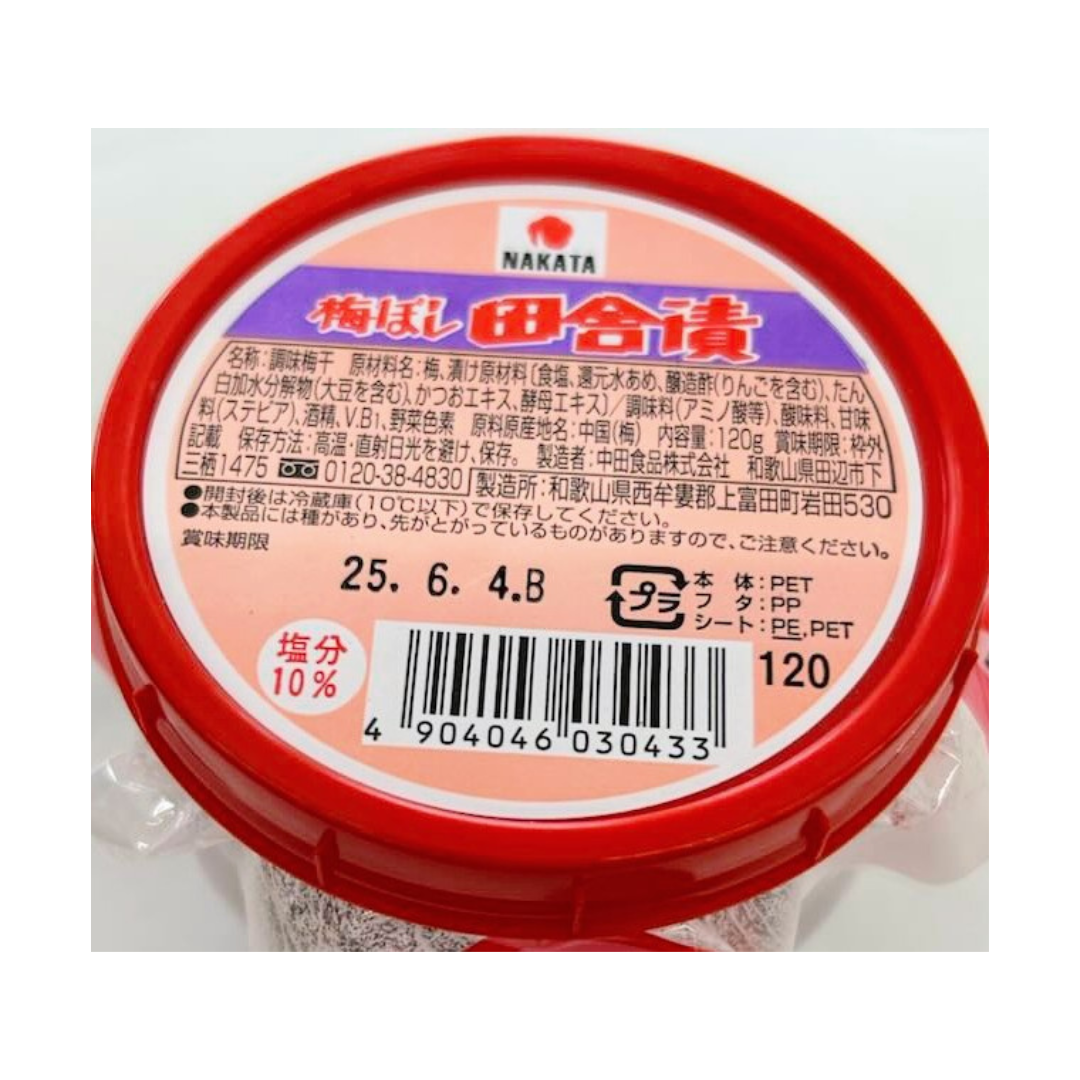 NAKATA
梅ぼし 田舎漬
名称:調味梅干 原材料名:梅、漬け原材料〔食塩、還元水あめ、醸造酢(りんごを含む)、たん
白加水分解物(大豆を含む)、かつおエキス、酵母エキス〕/調味料(アミノ酸等)、酸味料、甘味
料(ステビア)、酒精、V.B₁、野菜色素 原料原産地名:中国(梅) 内容量:120g 賞味期限:枠外
記載 保存方法:高温・直射日光を避け、保存。 製造者:中田食品株式会社 和歌山県田辺市下
三栖1475 0120-38-4830 製造所:和歌山県西牟婁郡上富田町岩田530
●開封後は冷蔵庫(10℃以下)で保存してください。
●本製品には種があり、先がとがっているものがありますので、ご注意ください。
賞味期限
25. 6. 4.B
プラ
本 体:PET
フ タ:PP
シート:PE,PET
塩分
10%
120
4 904046 030433